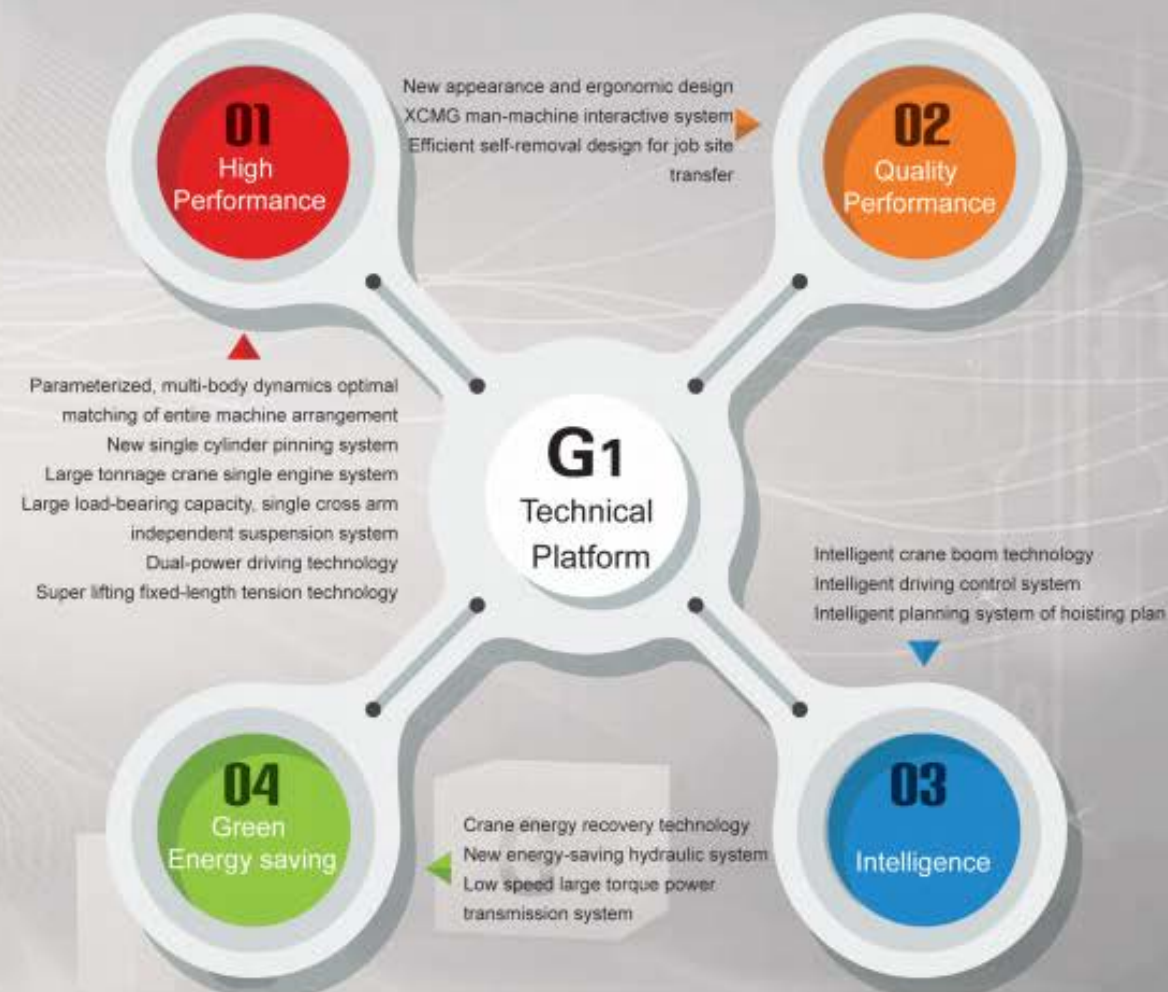 01
High
Performance
New appearance and ergonomic design
XCMG man-machine interactive system
Efficient self-removal design for job site
transfer
02
Quality
Performance
Parameterized, multi-body dynamics optimal
matching of entire machine arrangement
New single cylinder pinning system
Large tonnage crane single engine system
Large load-bearing capacity, single cross arm
independent suspension system
Dual-power driving technology
Super lifting fixed-length tension technology
G1
Technical
Platform
Intelligent crane boom technology
Intelligent driving control system
Intelligent planning system of hoisting plan
04
Green
Energy saving
Crane energy recovery technology
New energy-saving hydraulic system
Low speed large torque power
transmission system
03
Intelligence